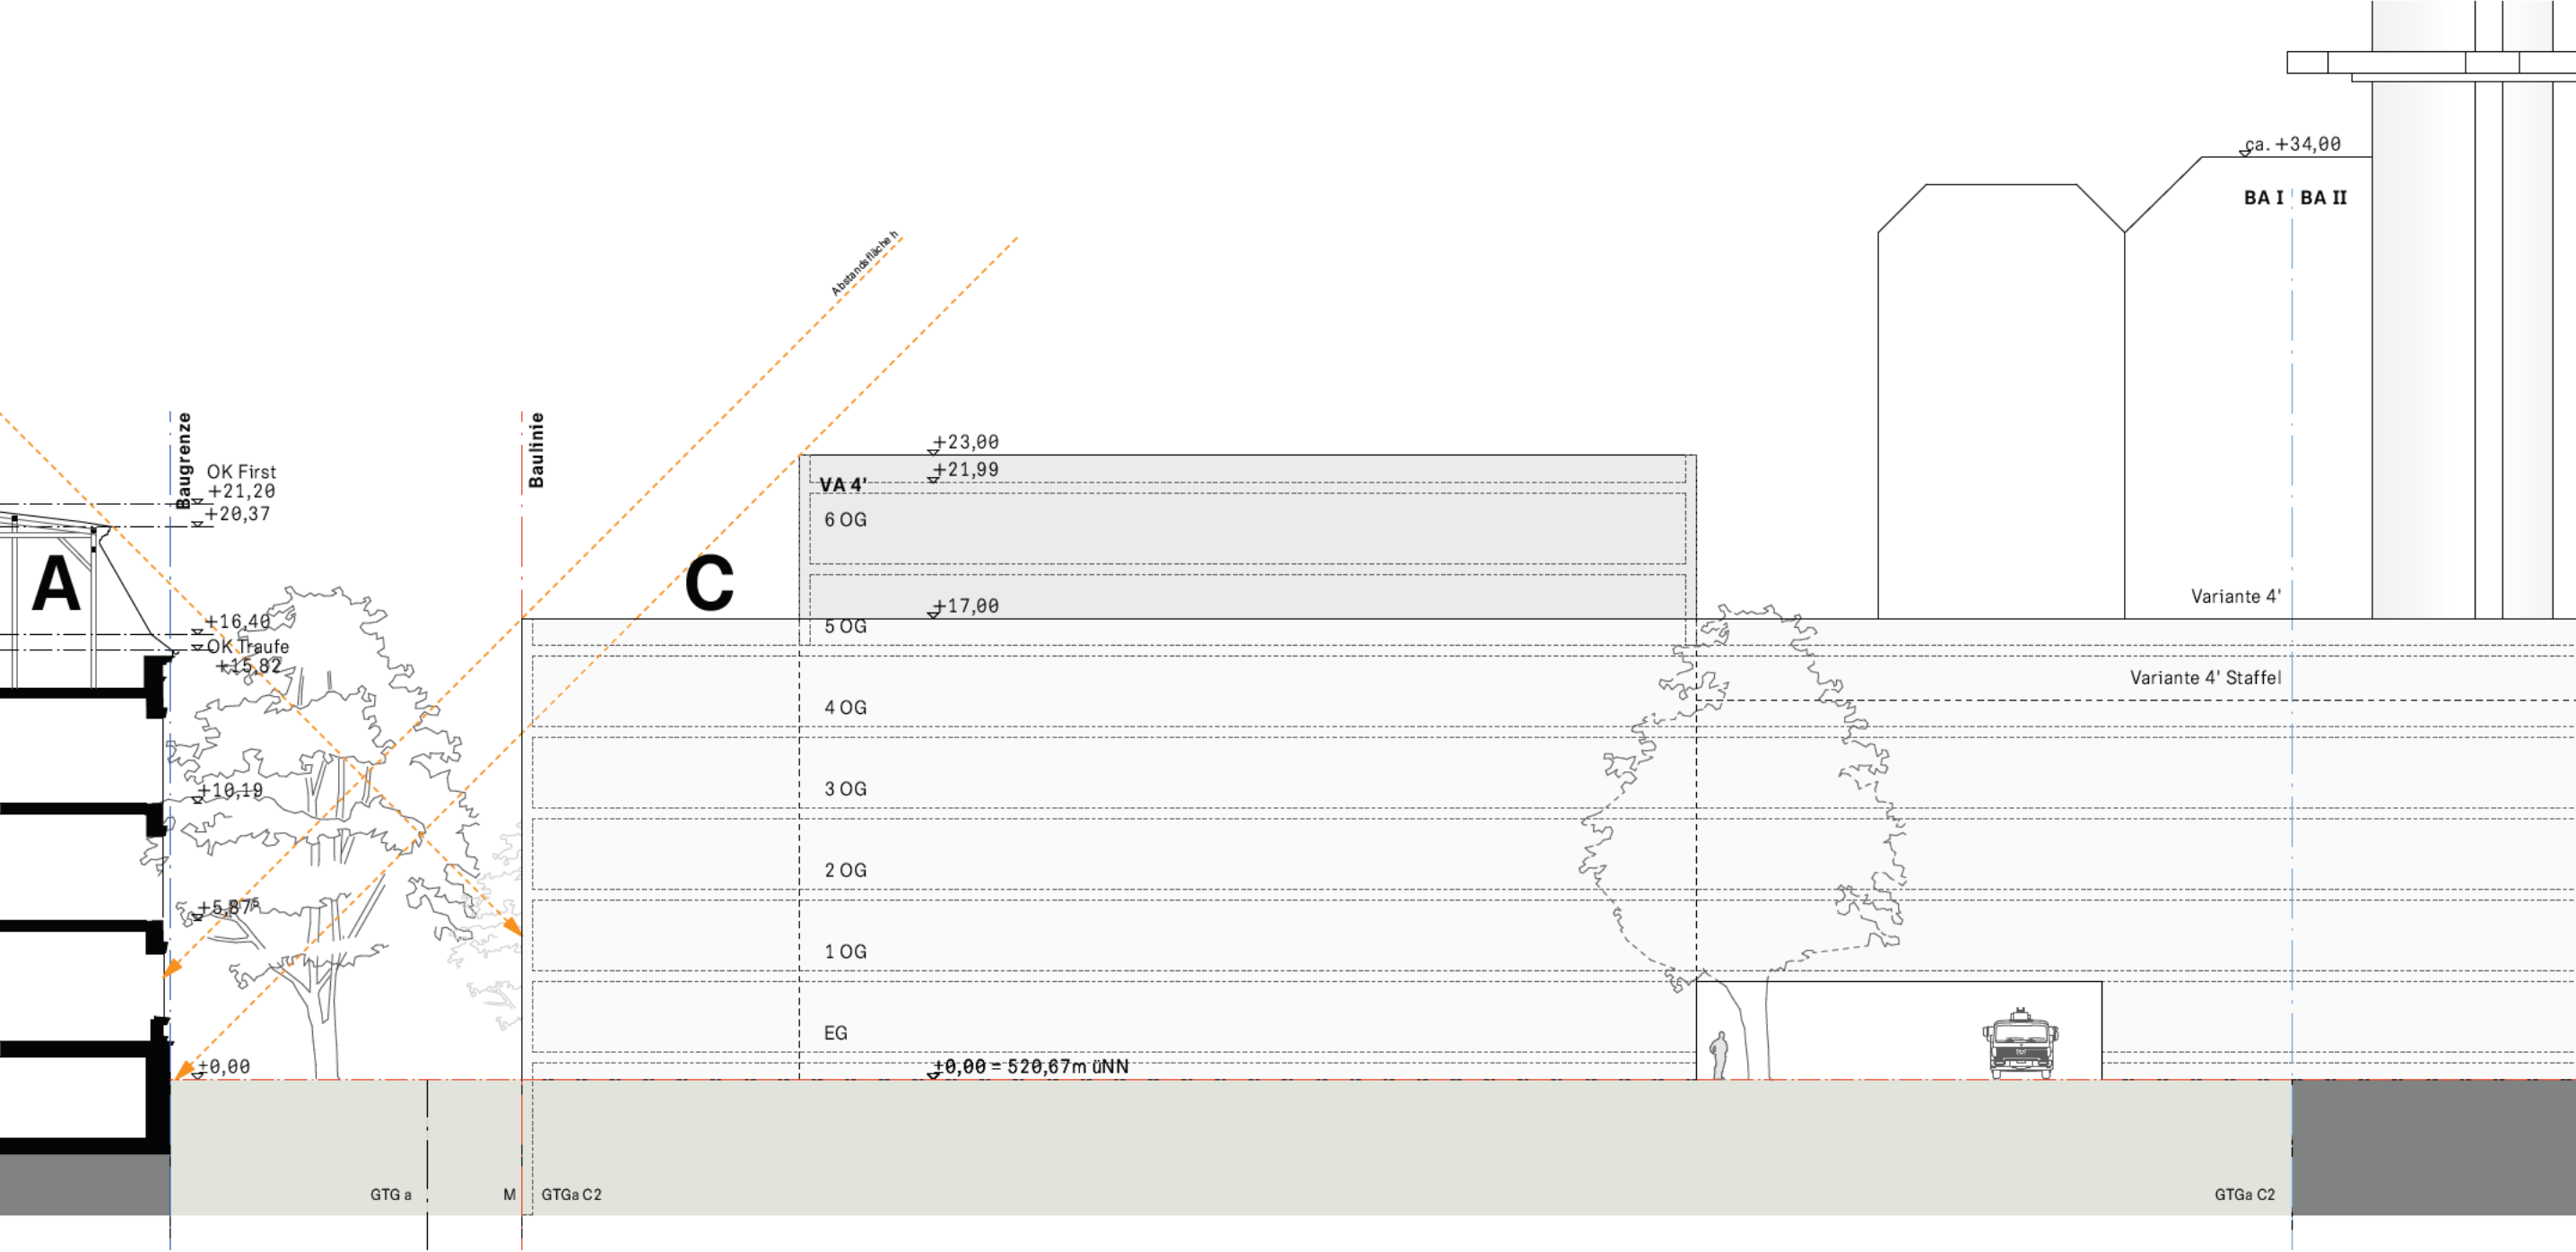 ca. +34,00
BA I
BA II
Abstandsfläche h
Baugrenze
Baulinie
+23,00
+21,99
OK First
+21,20
+20,37
VA 4'
6 OG
A
C
Variante 4'
+17,00
+16,40
5 OG
OK Traufe
+15,82
Variante 4' Staffel
4 OG
3 OG
+10,19
2 OG
+5,87⁵
1 OG
EG
±0,00
±0,00 = 520,67m üNN
GTG a
M
GTGa C2
GTGa C2